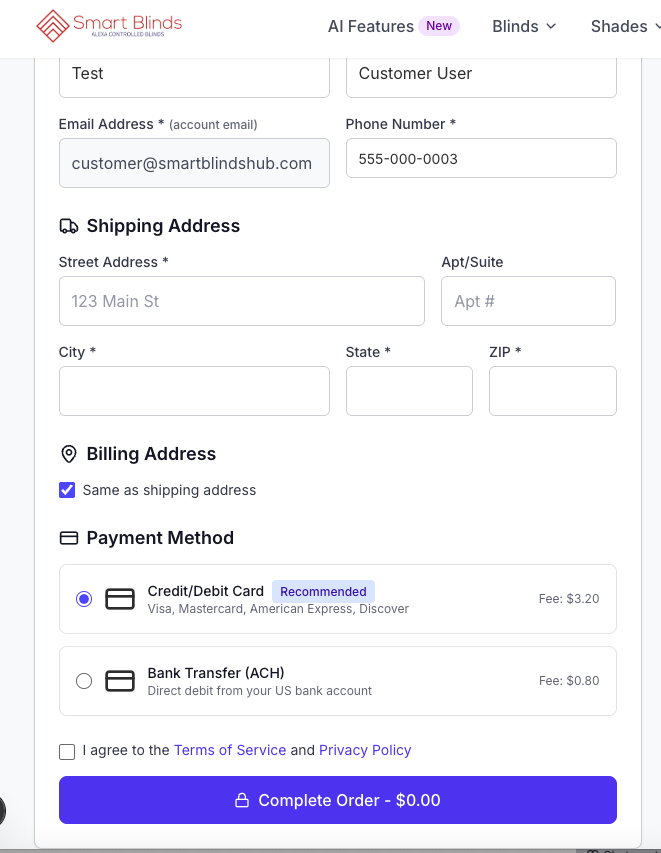 Smart Blinds
ALEXA CONTROLLED BLINDS
AI Features New Blinds Shades
Test Customer User
Email Address * (account email) Phone Number *
customer@smartblindshub.com 555-000-0003
Shipping Address
Street Address * Apt/Suite
123 Main St Apt #
City * State * ZIP *
Billing Address
Same as shipping address
Payment Method
Credit/Debit Card Recommended
Visa, Mastercard, American Express, Discover
Fee: $3.20
Bank Transfer (ACH)
Direct debit from your US bank account
Fee: $0.80
I agree to the Terms of Service and Privacy Policy
Complete Order - $0.00